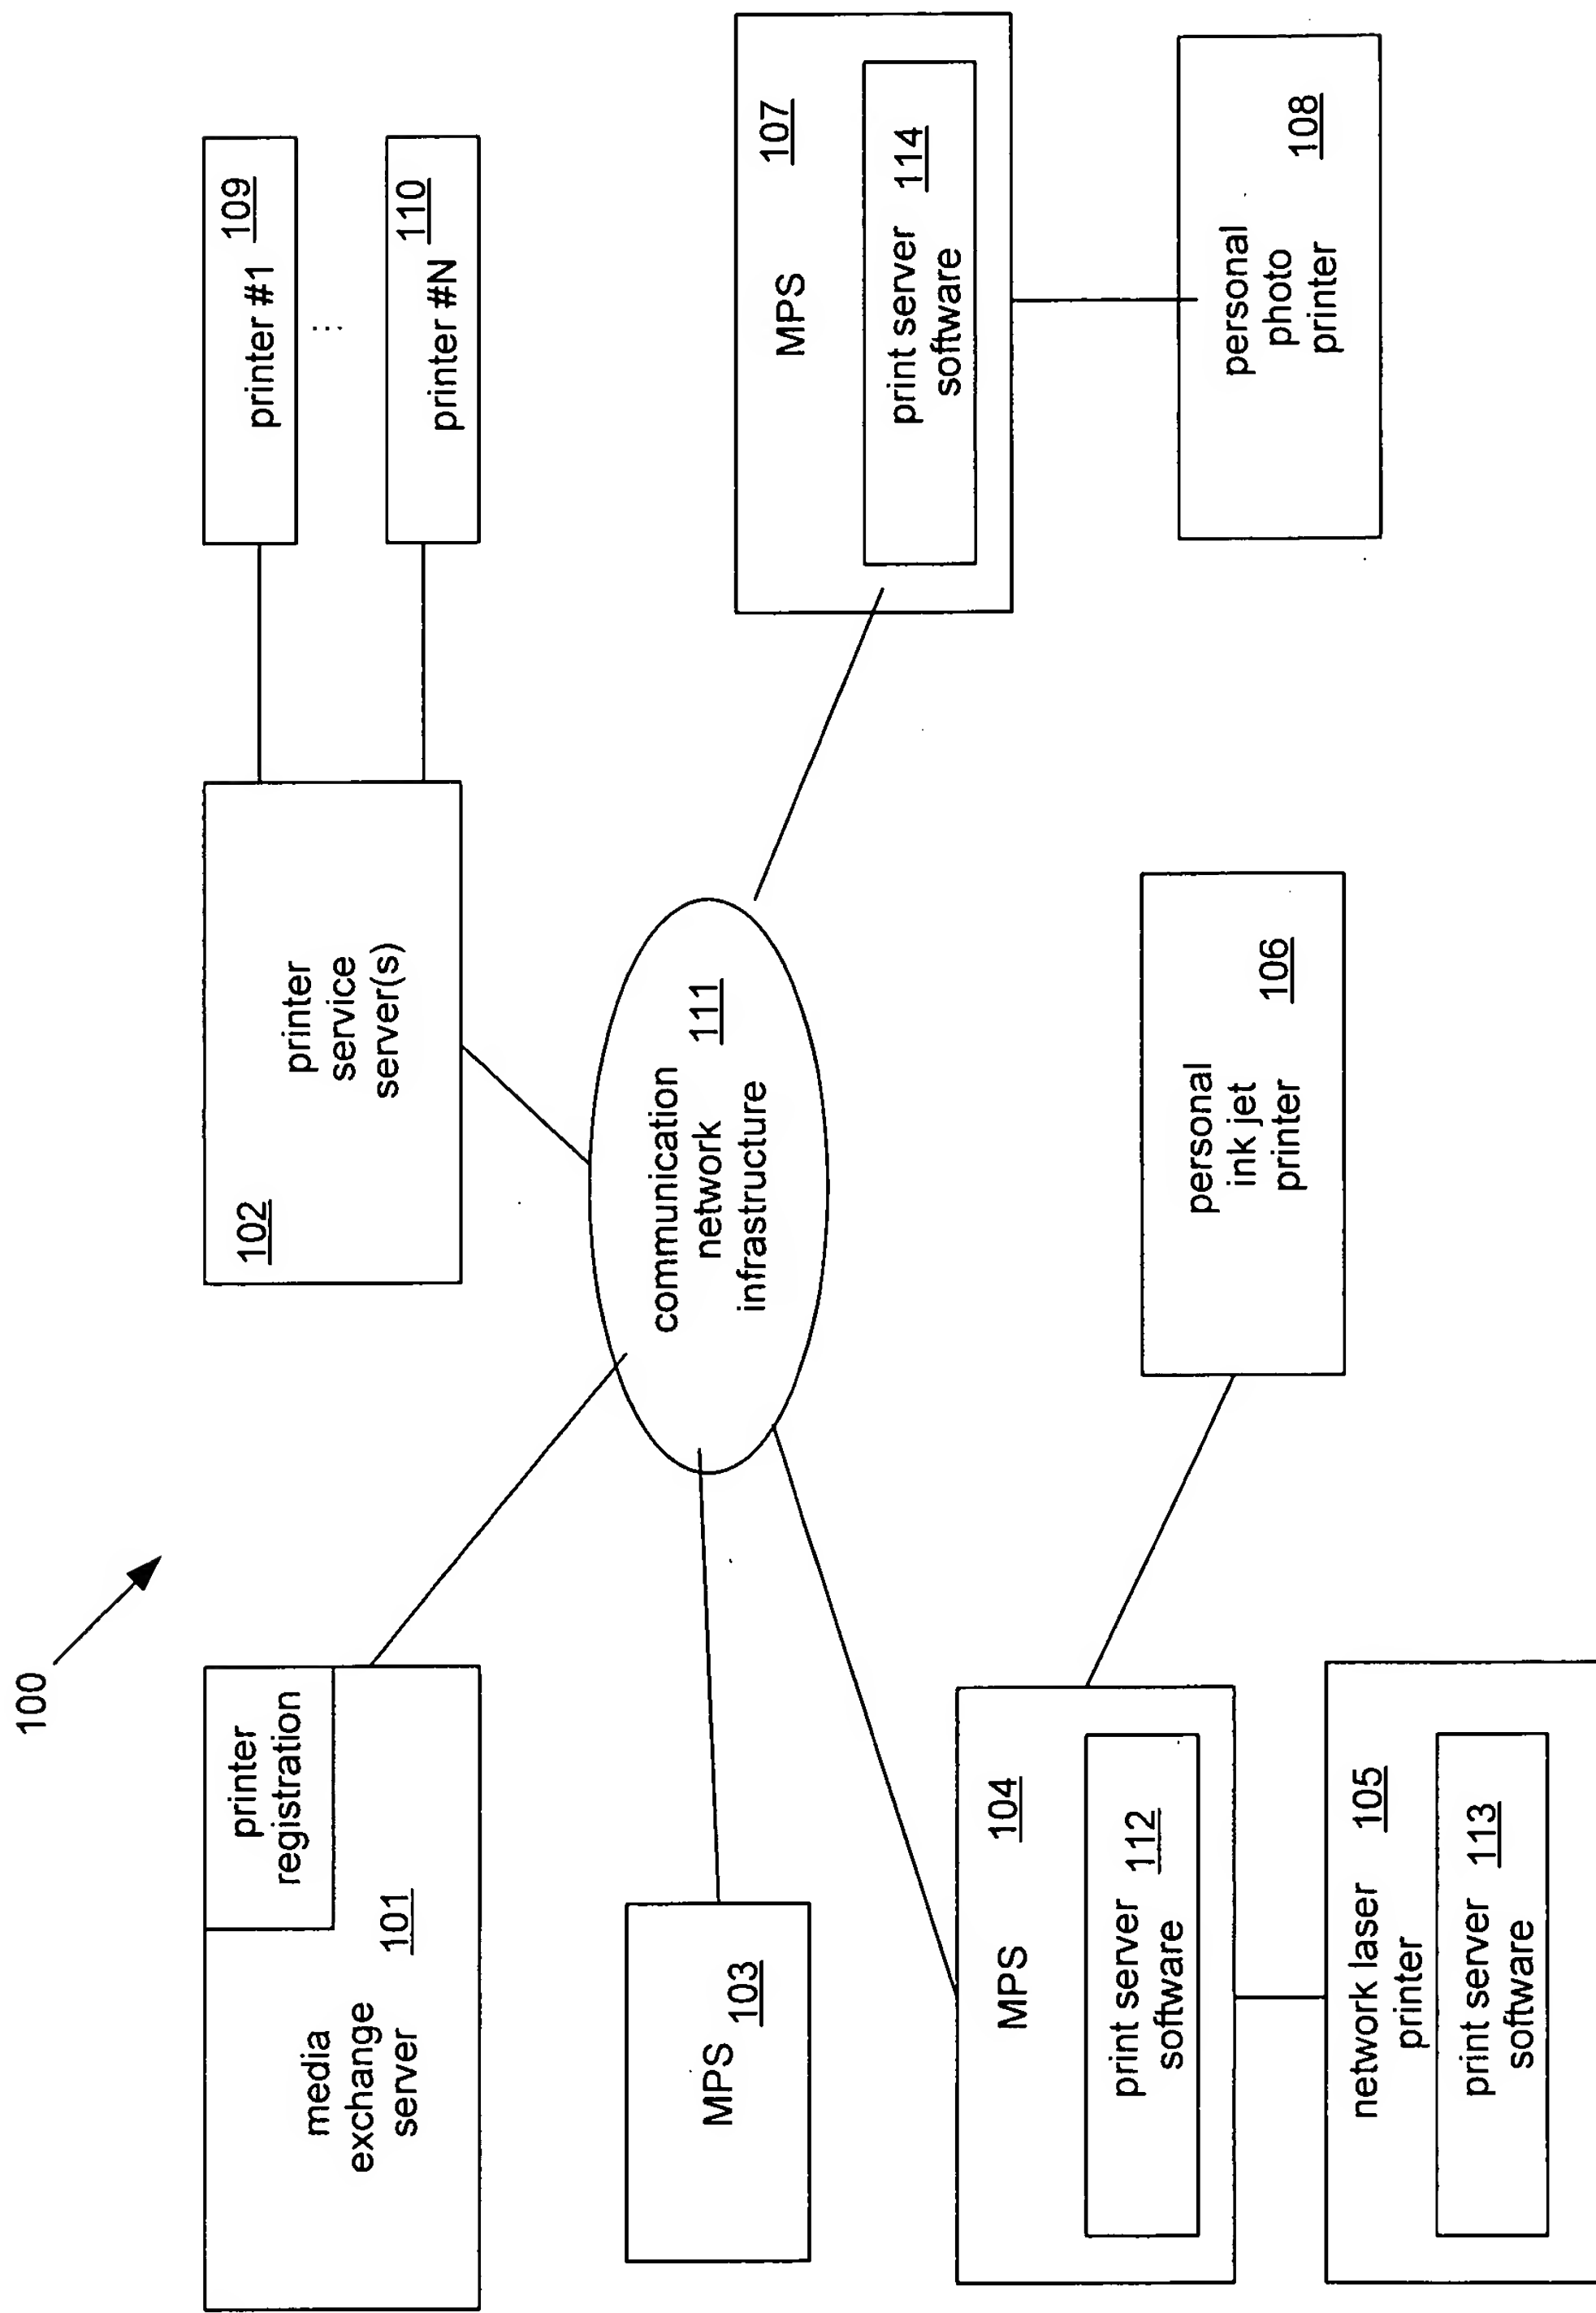 100
printer
registration
media
exchange
server
101
102
printer
service
server(s)
printer #1
109
...
printer #N
110
MPS
103
communication
network
infrastructure
111
MPS
107
print server
software
114
personal
photo
printer
108
MPS
104
print server
software
112
personal
ink jet
printer
106
network laser
printer
105
print server
software
113